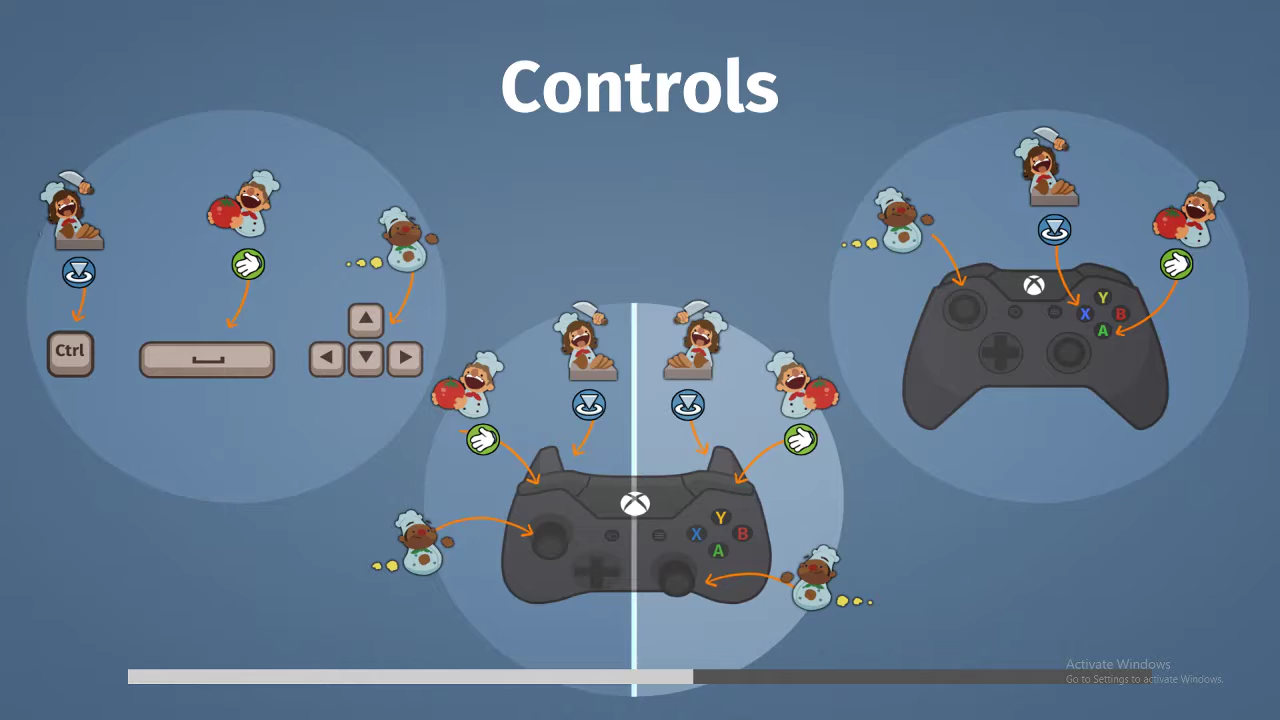 Controls
Ctrl
Y
X
B
A
Y
X
B
A
Activate Windows
Go to Settings to activate Windows.